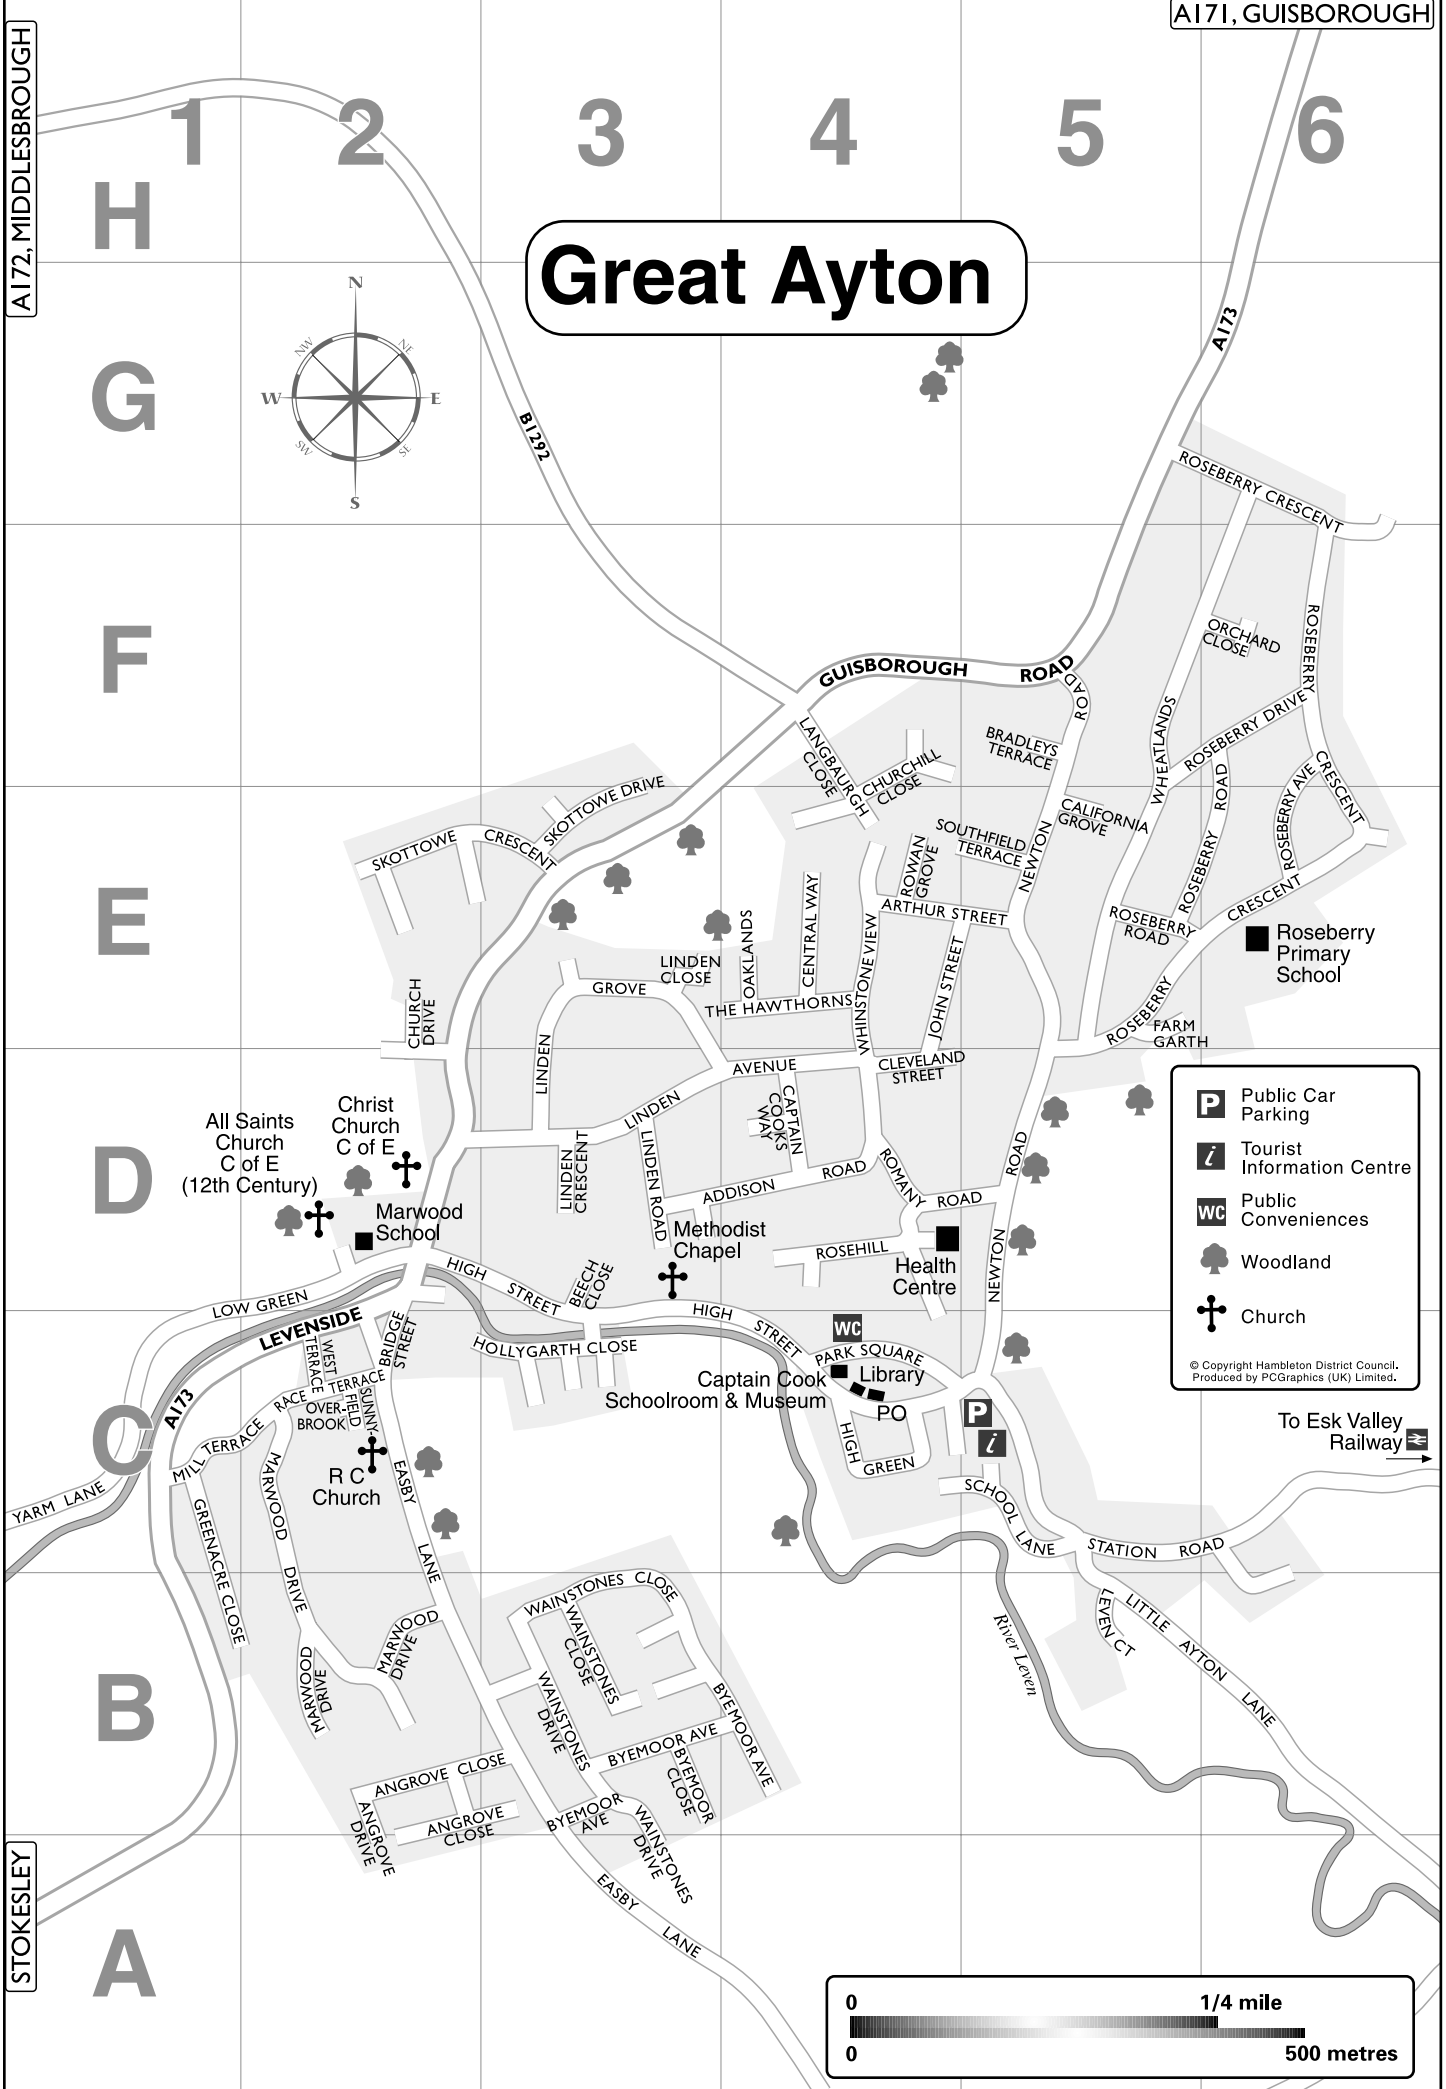 A171, GUISBOROUGH
A172, MIDDLESBROUGH
1
2
3
4
5
6
H
Great Ayton
N
NW
NE
W
E
SW
SE
S
G
A173
B1292
ROSEBERRY CRESCENT
F
ORCHARD
CLOSE
ROSEBERRY
GUISBOROUGH
ROAD
ROAD
ROSEBERRY DRIVE
WHEATLANDS
LANGBAURGH
CLOSE
CHURCHILL
CLOSE
BRADLEYS
TERRACE
CRESCENT
ROSEBERRY AVE
ROSEBERRY ROAD
CALIFORNIA
GROVE
SKOTTOWE DRIVE
SKOTTOWE
CRESCENT
SOUTHFIELD
TERRACE
NEWTON
ROWAN
GROVE
E
ARTHUR STREET
CRESCENT
ROSEBERRY
ROAD
Roseberry
Primary
School
CENTRAL WAY
OAKLANDS
LINDEN
CLOSE
GROVE
THE HAWTHORNS
WHINSTONE VIEW
JOHN STREET
CHURCH
DRIVE
ROSEBERRY
FARM
GARTH
LINDEN
AVENUE
CLEVELAND
STREET
LINDEN
CAPTAIN
COOKS
WAY
D
All Saints
Church
C of E
(12th Century)
Christ
Church
C of E
Marwood
School
LINDEN
CRESCENT
LINDEN ROAD
ADDISON
ROAD
ROMANY
ROAD
ROAD
Methodist
Chapel
ROSEHILL
Health
Centre
NEWTON
P
Public Car
Parking
i
Tourist
Information Centre
WC
Public
Conveniences
Woodland
Church
© Copyright Hambleton District Council.
Produced by PCGraphics (UK) Limited.
HIGH
STREET
BEECH
CLOSE
LOW GREEN
LEVENSIDE
HIGH
STREET
WC
PARK SQUARE
HOLLYGARTH CLOSE
BRIDGE
STREET
WEST
TERRACE
Captain Cook
Schoolroom & Museum
Library
PO
P
i
C
A173
RACE TERRACE
OVER-
BROOK
SUNNY-
FIELD
MILL TERRACE
R C
Church
HIGH
GREEN
To Esk Valley
Railway
YARM LANE
GREENACRE CLOSE
MARWOOD
DRIVE
EASBY
LANE
SCHOOL
LANE
STATION ROAD
WAINSTONES CLOSE
WAINSTONES
CLOSE
LEVEN CT
LITTLE AYTON LANE
River Leven
MARWOOD
DRIVE
MARWOOD
DRIVE
B
WAINSTONES
DRIVE
BYEMOOR AVE
BYEMOOR AVE
BYEMOOR
CLOSE
ANGROVE CLOSE
ANGROVE
DRIVE
ANGROVE
CLOSE
BYEMOOR
AVE
WAINSTONES
DRIVE
STOKESLEY
EASBY
LANE
A
0
1/4 mile
0
500 metres